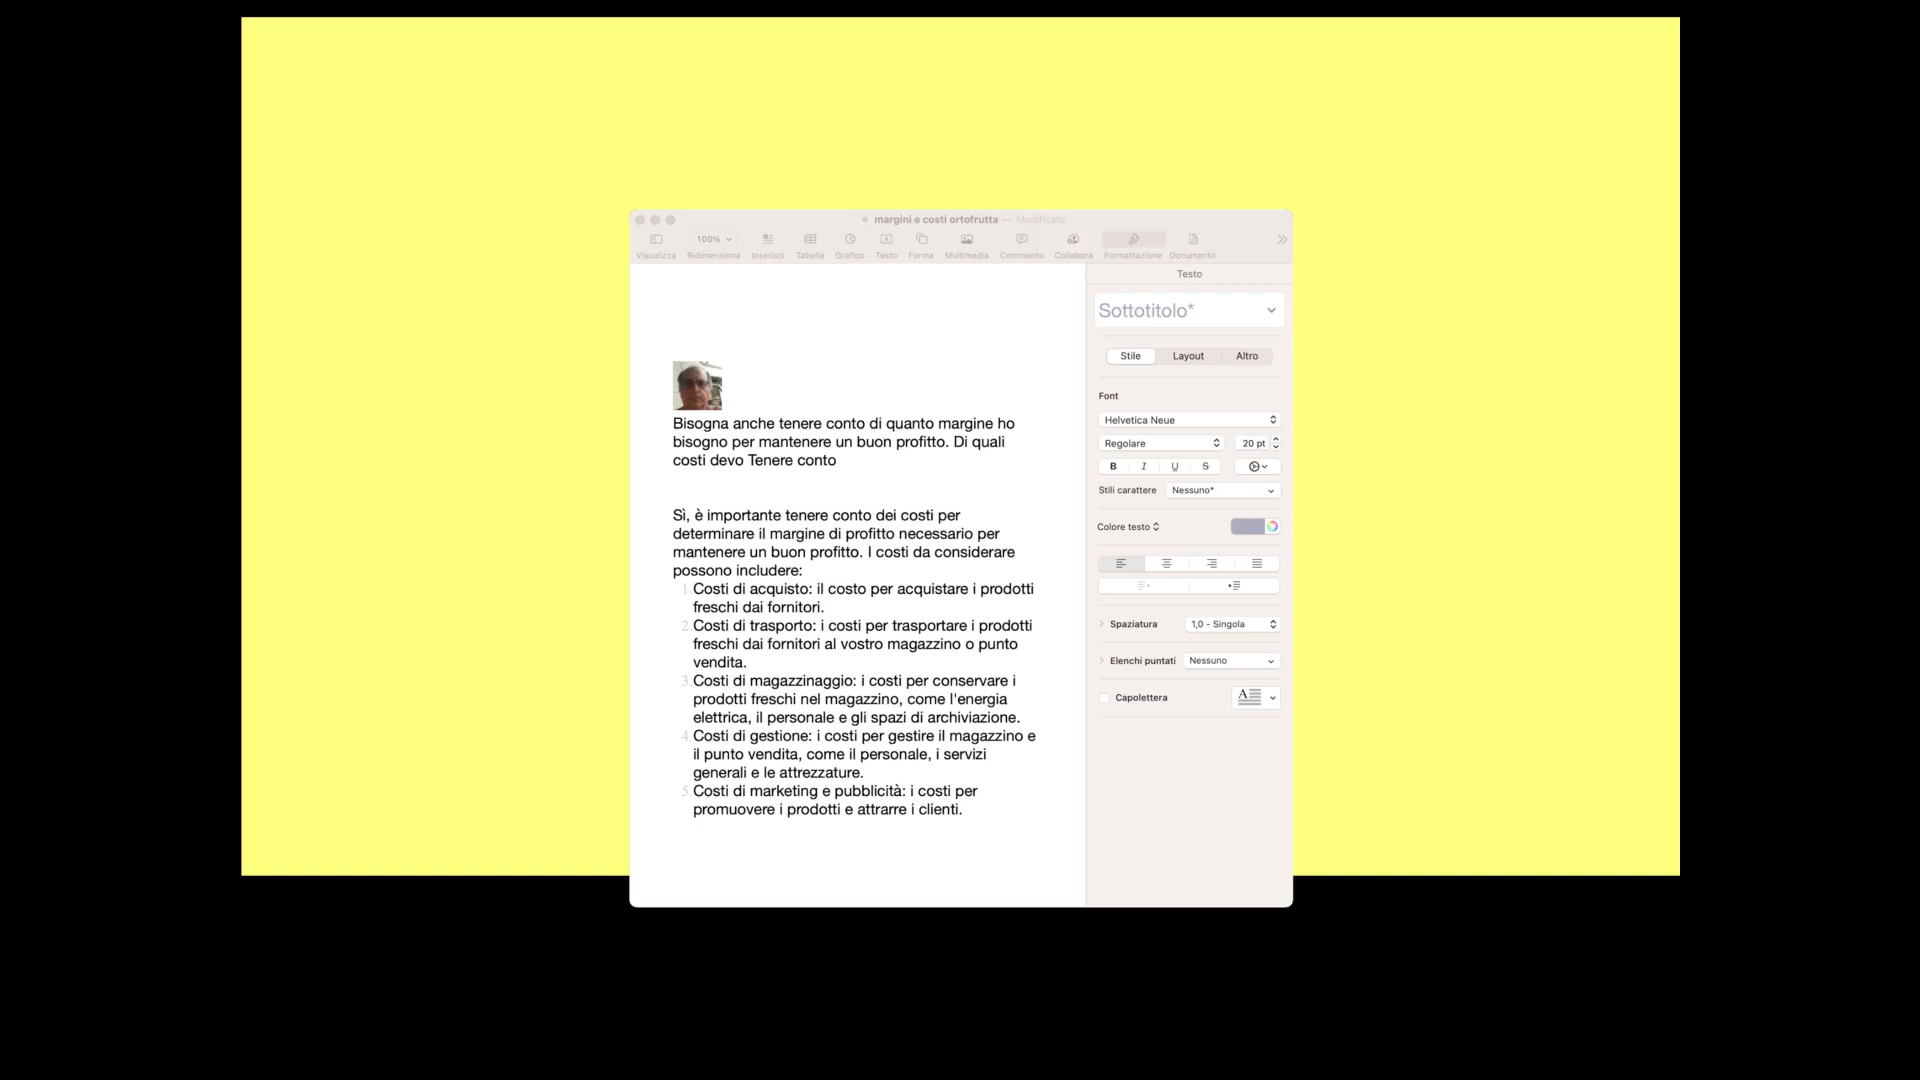 margini e costi ortofrutta — Modificato
100%
Visualizza Ridimensiona Inserisci Tabella Grafico Testo Forma Multimedia Commento Collabora Formattazione Documento
Testo
Sottotitolo*
Stile Layout Altro
Font
Helvetica Neue
Regolare 20 pt
B I U S
Stili carattere Nessuno*
Colore testo
Spaziatura 1,0 - Singola
Elenchi puntati Nessuno
Capolettera A
Bisogna anche tenere conto di quanto margine ho
bisogno per mantenere un buon profitto. Di quali
costi devo Tenere conto
Sì, è importante tenere conto dei costi per
determinare il margine di profitto necessario per
mantenere un buon profitto. I costi da considerare
possono includere:
1. Costi di acquisto: il costo per acquistare i prodotti
freschi dai fornitori.
2. Costi di trasporto: i costi per trasportare i prodotti
freschi dai fornitori al vostro magazzino o punto
vendita.
3. Costi di magazzinaggio: i costi per conservare i
prodotti freschi nel magazzino, come l'energia
elettrica, il personale e gli spazi di archiviazione.
4. Costi di gestione: i costi per gestire il magazzino e
il punto vendita, come il personale, i servizi
generali e le attrezzature.
5. Costi di marketing e pubblicità: i costi per
promuovere i prodotti e attrarre i clienti.